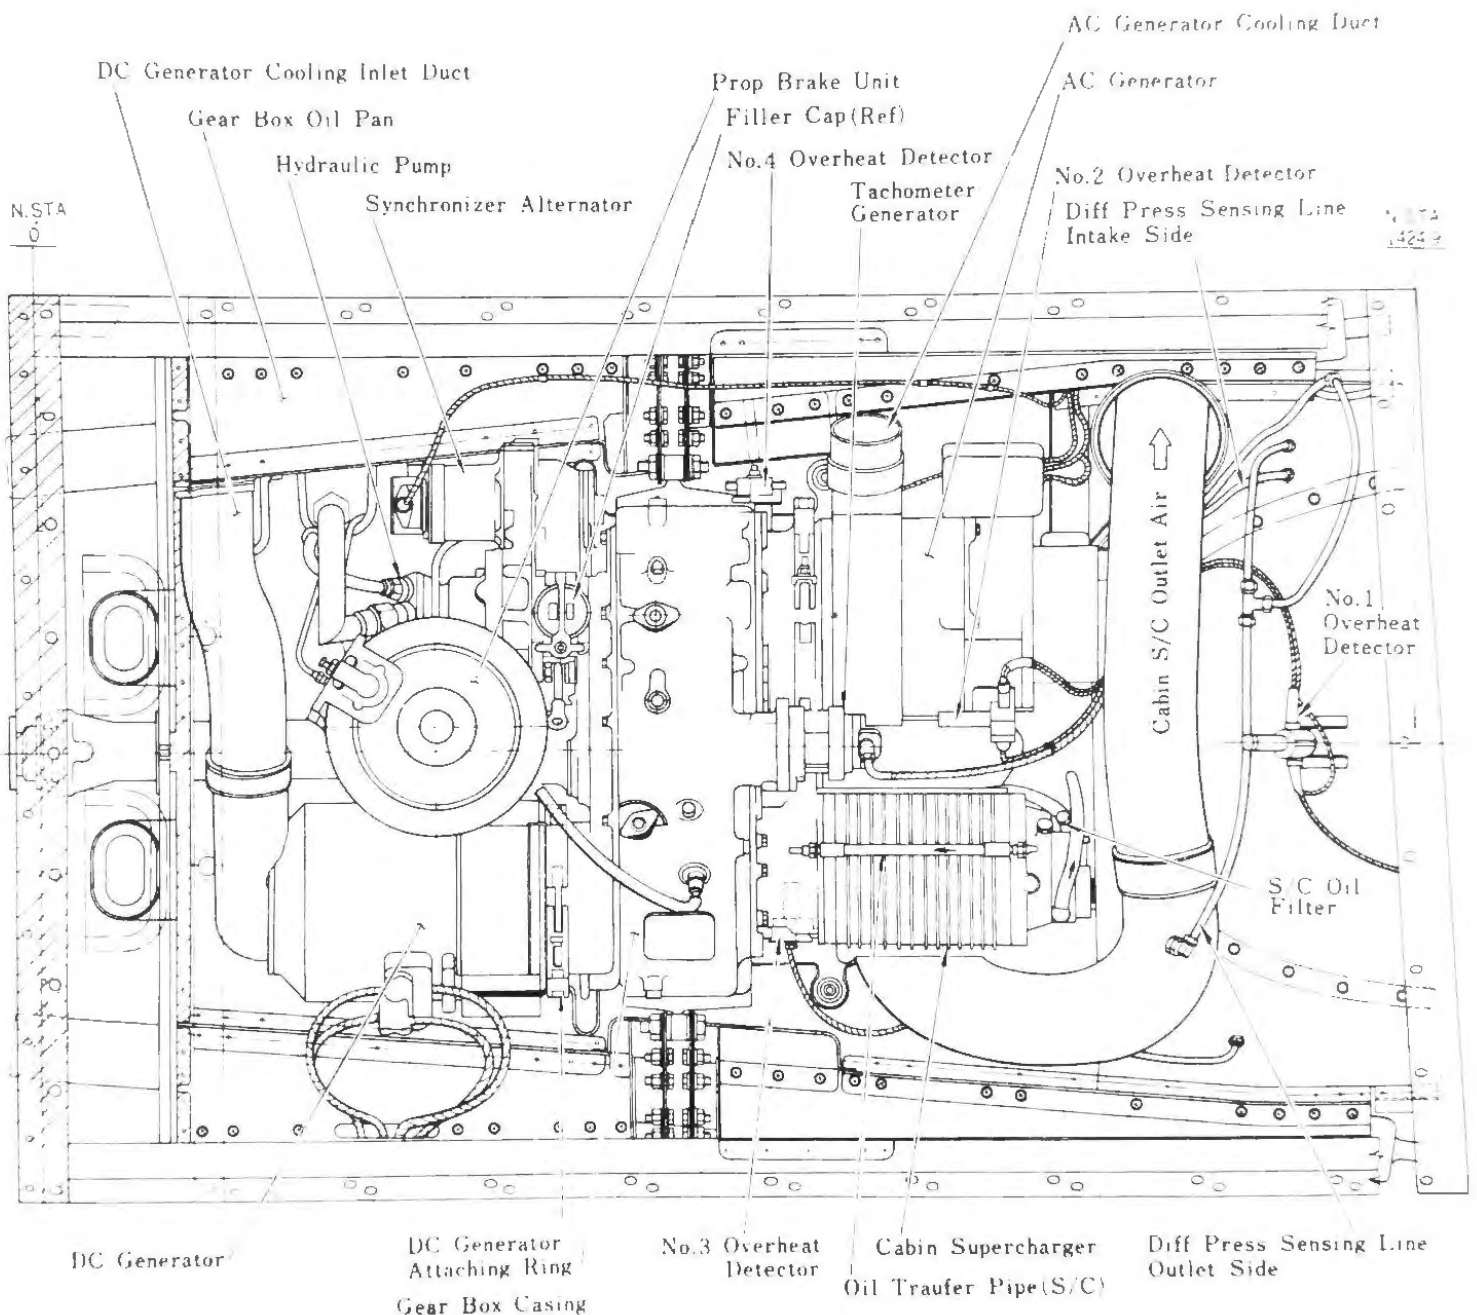 AC Generator Cooling Duct
DC Generator Cooling Inlet Duct
Prop Brake Unit
AC Generator
Gear Box Oil Pan
Filler Cap(Ref)
Hydraulic Pump
No.4 Overheat Detector
No.2 Overheat Detector
Synchronizer Alternator
Tachometer
Generator
Diff Press Sensing Line
Intake Side
N.STA
0
N.STA
Cabin S/C Outlet Air
No.1
Overheat
Detector
S/C Oil
Filter
DC Generator
DC Generator
Attaching Ring
Gear Box Casing
No.3 Overheat
Detector
Cabin Supercharger
Oil Traufer Pipe(S/C)
Diff Press Sensing Line
Outlet Side